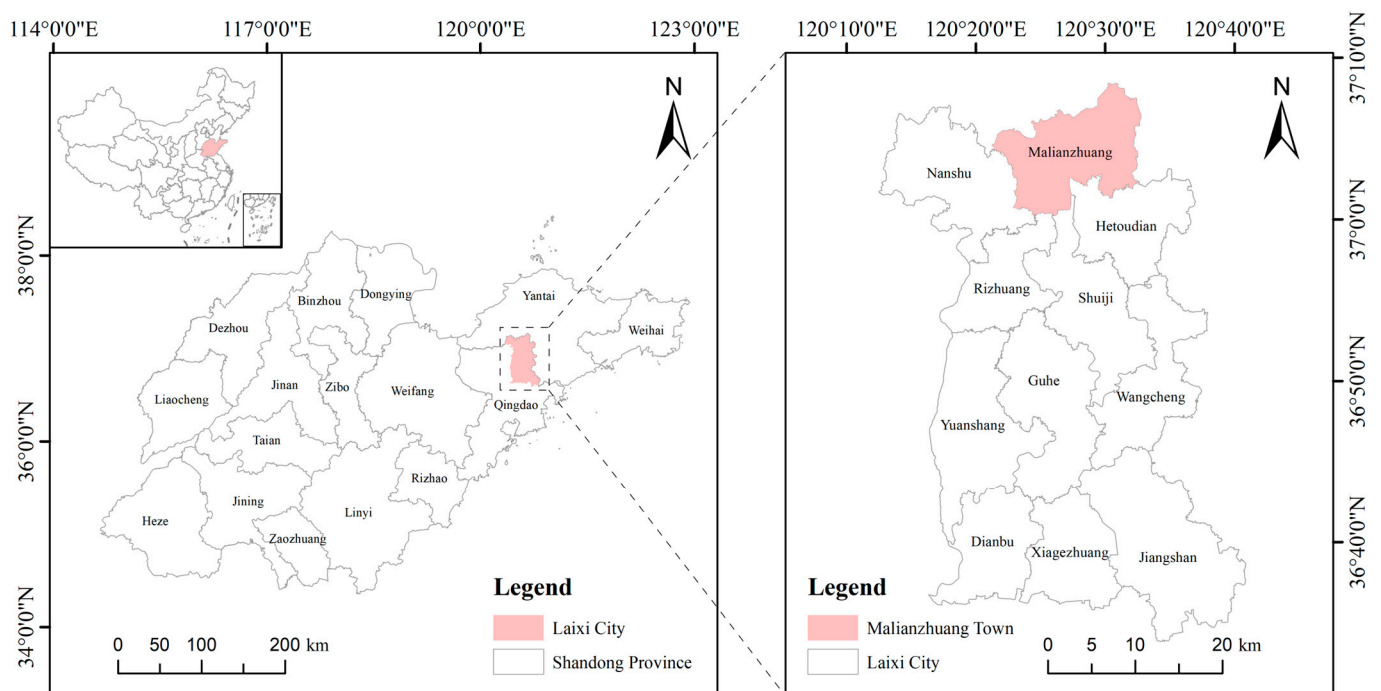 114°0'0"E
117°0'0"E
120°0'0"E
123°0'0"E
38°0'0"N
36°0'0"N
34°0'0"N
N
Yantai
Binzhou
Dongying
Dezhou
Weihai
Jinan
Zibo
Weifang
Liaocheng
Qingdao
Taian
Rizhao
Jining
Linyi
Heze
Zaozhuang
Legend
Laixi City
Shandong Province
0 50 100 200 km
120°10'0"E
120°20'0"E
120°30'0"E
120°40'0"E
37°10'0"N
37°0'0"N
36°50'0"N
36°40'0"N
N
Malianzhuang
Nanshu
Hetoudian
Rizhuang
Shuiji
Guhe
Wangcheng
Yuanshang
Dianbu
Xiagezhuang
Jiangshan
Legend
Malianzhuang Town
Laixi City
0 5 10 20 km